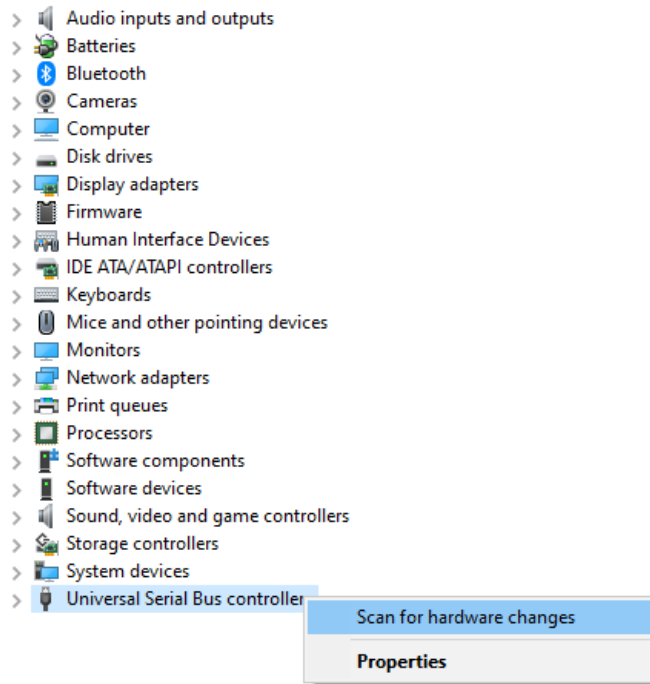 Audio inputs and outputs
Batteries
Bluetooth
Cameras
Computer
Disk drives
Display adapters
Firmware
Human Interface Devices
IDE ATA/ATAPI controllers
Keyboards
Mice and other pointing devices
Monitors
Network adapters
Print queues
Processors
Software components
Software devices
Sound, video and game controllers
Storage controllers
System devices
Universal Serial Bus controller
Scan for hardware changes
Properties